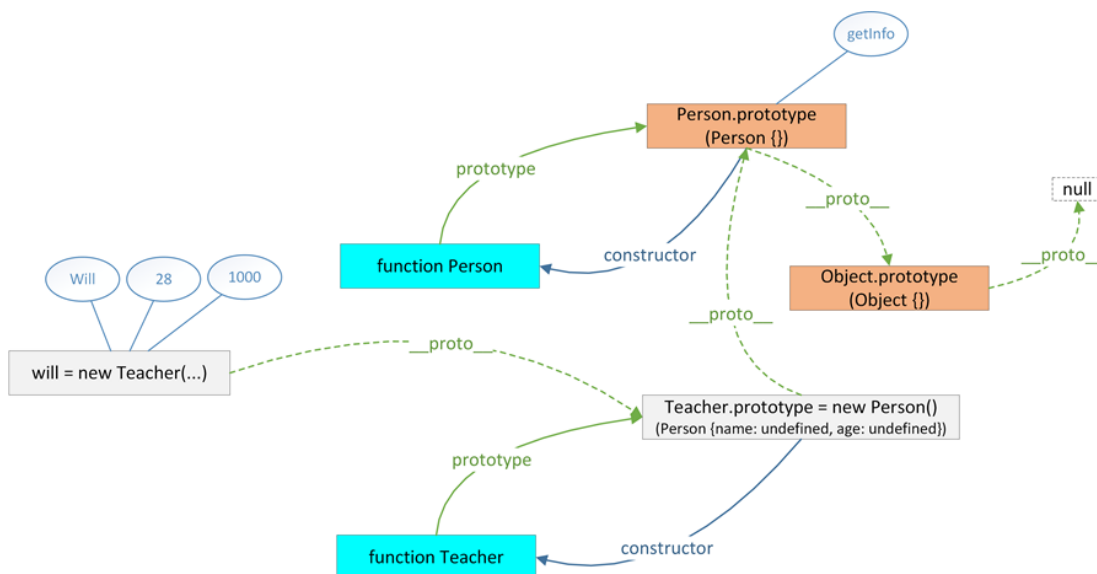 getInfo
Person.prototype
(Person {})
prototype
__proto__
null
function Person
constructor
__proto__
Will
28
1000
Object.prototype
(Object {})
__proto__
__proto__
will = new Teacher(...)
Teacher.prototype = new Person()
(Person {name: undefined, age: undefined})
prototype
function Teacher
constructor